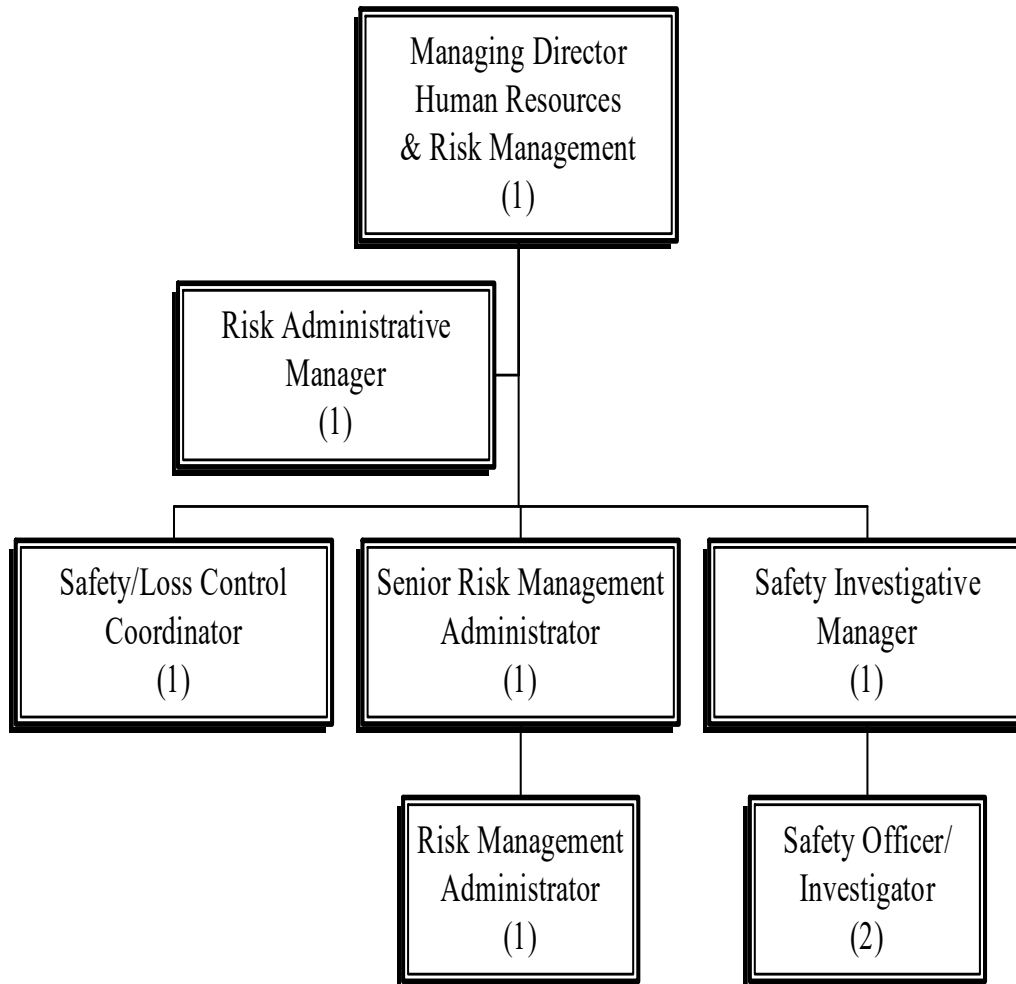 Managing Director
Human Resources
& Risk Management
(1)
Risk Administrative
Manager
(1)
Safety/Loss Control
Coordinator
(1)
Senior Risk Management
Administrator
(1)
Safety Investigative
Manager
(1)
Risk Management
Administrator
(1)
Safety Officer/
Investigator
(2)